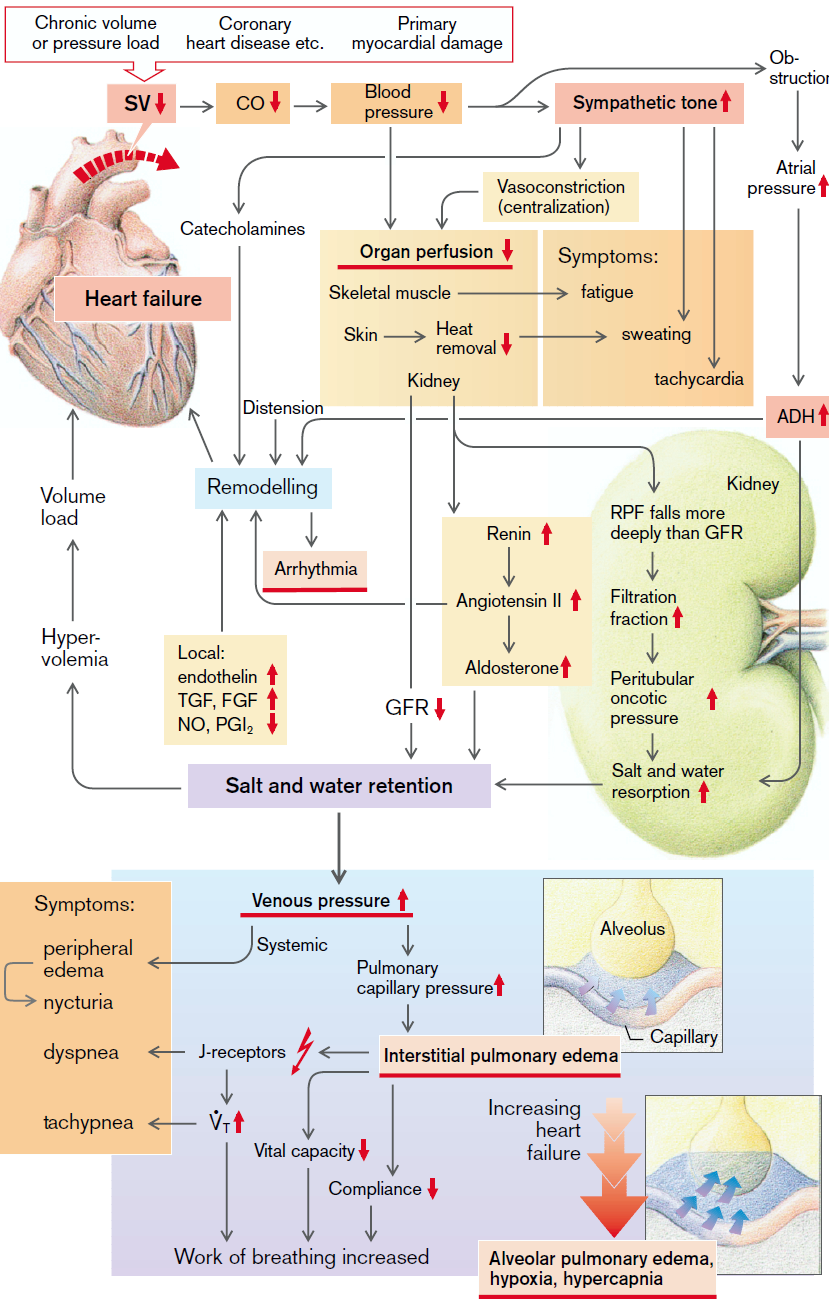 Chronic volume
or pressure load
Coronary
heart disease etc.
Primary
myocardial damage
SV
CO
Blood
pressure
Sympathetic tone
Ob-
struction
Atrial
pressure
Vasoconstriction
(centralization)
Catecholamines
Organ perfusion
Symptoms:
Heart failure
Skeletal muscle
fatigue
Skin
Heat
removal
sweating
Kidney
tachycardia
Distension
ADH
Remodelling
Kidney
Volume
load
RPF falls more
deeply than GFR
Renin
Arrhythmia
Angiotensin II
Filtration
fraction
Hyper-
volemia
Local:
endothelin
TGF, FGF
NO, PGI₂
Aldosterone
Peritubular
oncotic
pressure
GFR
Salt and water retention
Salt and water
resorption
Symptoms:
Venous pressure
Systemic
peripheral
edema
nycturia
Pulmonary
capillary pressure
Alveolus
Capillary
dyspnea
J-receptors
Interstitial pulmonary edema
tachypnea
V̇T
Vital capacity
Compliance
Increasing
heart
failure
Work of breathing increased
Alveolar pulmonary edema,
hypoxia, hypercapnia